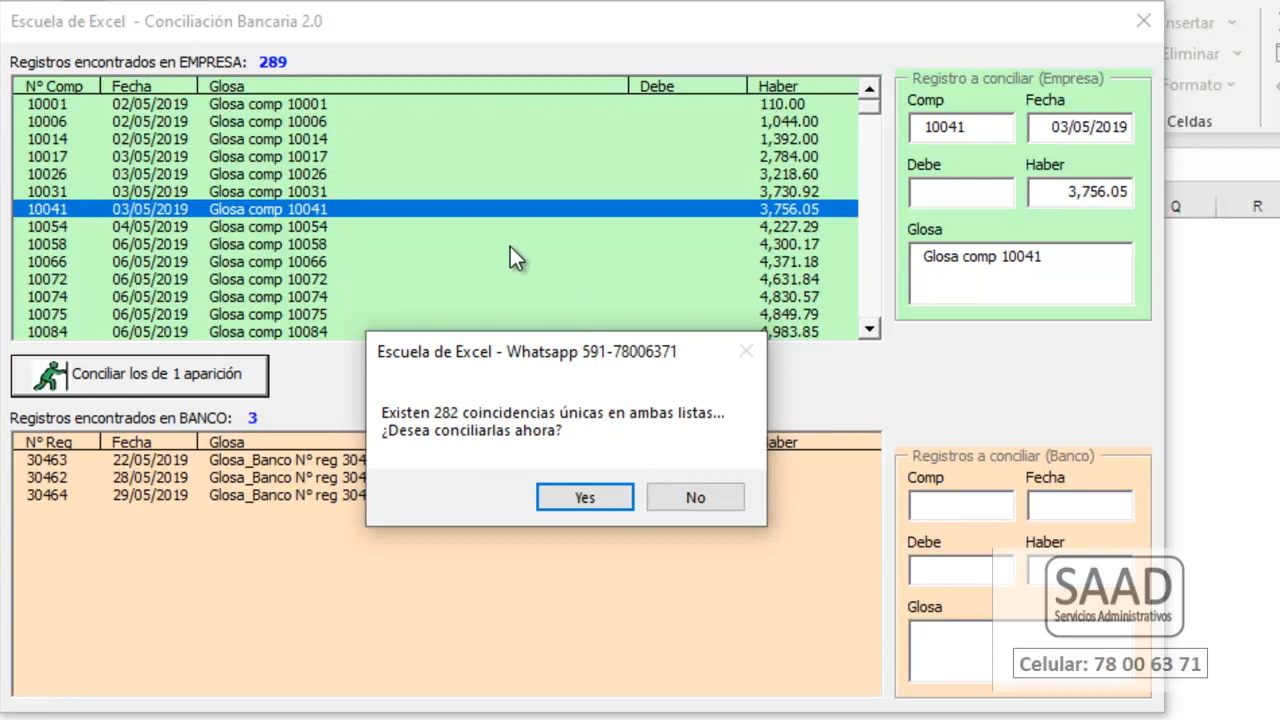 Escuela de Excel - Conciliación Bancaria 2.0
Insertar
Eliminar
Formato
Celdas
Q R
Registros encontrados en EMPRESA: 289
Nº Comp Fecha Glosa Debe Haber
10001 02/05/2019 Glosa comp 10001 110.00
10006 02/05/2019 Glosa comp 10006 1,044.00
10014 02/05/2019 Glosa comp 10014 1,392.00
10017 03/05/2019 Glosa comp 10017 2,784.00
10026 03/05/2019 Glosa comp 10026 3,218.60
10031 03/05/2019 Glosa comp 10031 3,730.92
10041 03/05/2019 Glosa comp 10041 3,756.05
10054 04/05/2019 Glosa comp 10054 4,227.29
10058 06/05/2019 Glosa comp 10058 4,300.17
10066 06/05/2019 Glosa comp 10066 4,371.18
10072 06/05/2019 Glosa comp 10072 4,631.84
10074 06/05/2019 Glosa comp 10074 4,830.57
10075 06/05/2019 Glosa comp 10075 4,849.79
10084 06/05/2019 Glosa comp 10084 4,983.85
Registro a conciliar (Empresa)
Comp Fecha
10041 03/05/2019
Debe Haber
3,756.05
Glosa
Glosa comp 10041
Conciliar los de 1 aparición
Escuela de Excel - Whatsapp 591-78006371
Existen 282 coincidencias únicas en ambas listas...
¿Desea conciliarlas ahora?
Yes No
Registros encontrados en BANCO: 3
Nº Reg Fecha Glosa Haber
30463 22/05/2019 Glosa_Banco Nº reg 304
30462 28/05/2019 Glosa_Banco Nº reg 304
30464 29/05/2019 Glosa_Banco Nº reg 304
Registros a conciliar (Banco)
Comp Fecha
Debe Haber
Glosa
SAAD
Servicios Administrativos
Celular: 78 00 63 71